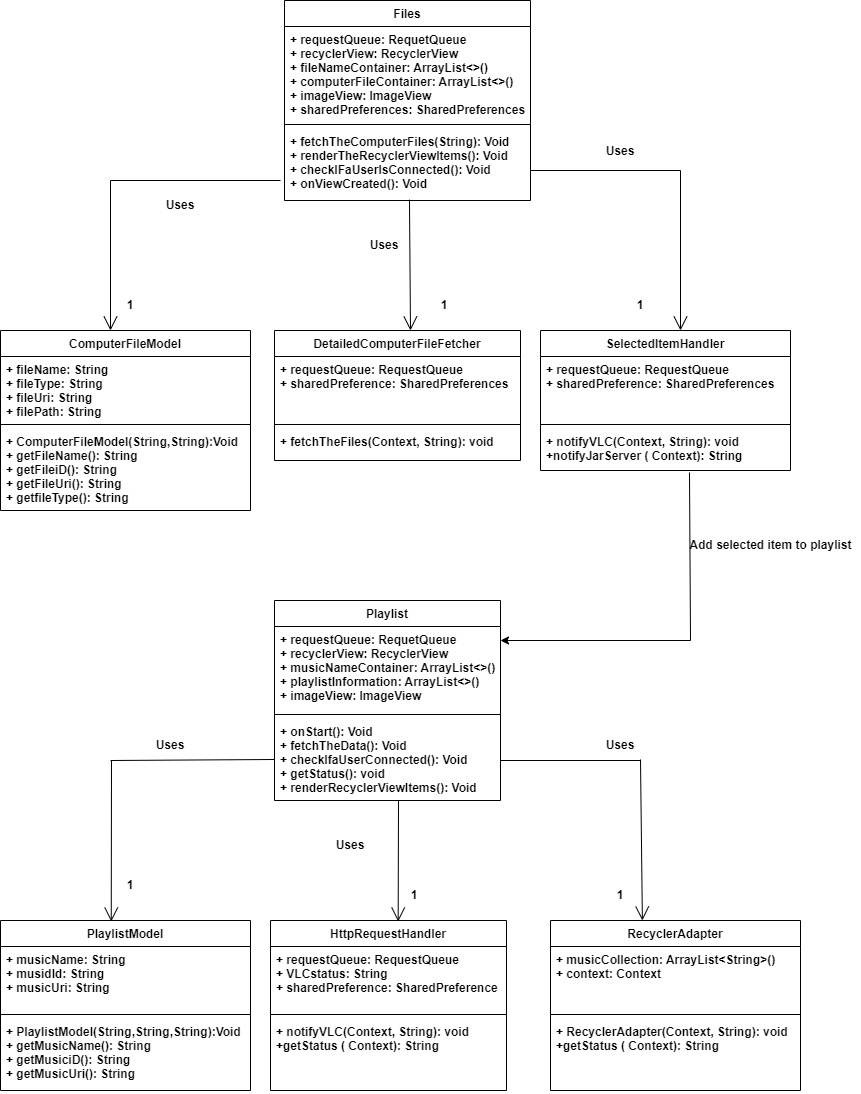 Files
+ requestQueue: RequetQueue
+ recyclerView: RecyclerView
+ fileNameContainer: ArrayList<>()
+ computerFileContainer: ArrayList<>()
+ imageView: ImageView
+ sharedPreferences: SharedPreferences
+ fetchTheComputerFiles(String): Void
+ renderTheRecyclerViewItems(): Void
+ checkIFaUserIsConnected(): Void
+ onViewCreated(): Void
Uses
Uses
Uses
1
1
1
ComputerFileModel
+ fileName: String
+ fileType: String
+ fileUri: String
+ filePath: String
+ ComputerFileModel(String,String):Void
+ getFileName(): String
+ getFileiD(): String
+ getFileUri(): String
+ getfileType(): String
DetailedComputerFileFetcher
+ requestQueue: RequestQueue
+ sharedPreference: SharedPreferences
+ fetchTheFiles(Context, String): void
SelectedItemHandler
+ requestQueue: RequestQueue
+ sharedPreference: SharedPreferences
+ notifyVLC(Context, String): void
+notifyJarServer ( Context): String
Add selected item to playlist
Playlist
+ requestQueue: RequetQueue
+ recyclerView: RecyclerView
+ musicNameContainer: ArrayList<>()
+ playlistInformation: ArrayList<>()
+ imageView: ImageView
+ onStart(): Void
+ fetchTheData(): Void
+ checkIfaUserConnected(): Void
+ getStatus(): void
+ renderRecyclerViewItems(): Void
Uses
Uses
Uses
1
1
1
PlaylistModel
+ musicName: String
+ musidId: String
+ musicUri: String
+ PlaylistModel(String,String,String):Void
+ getMusicName(): String
+ getMusiciD(): String
+ getMusicUri(): String
HttpRequestHandler
+ requestQueue: RequestQueue
+ VLCstatus: String
+ sharedPreference: SharedPreference
+ notifyVLC(Context, String): void
+getStatus ( Context): String
RecyclerAdapter
+ musicCollection: ArrayList<String>()
+ context: Context
+ RecyclerAdapter(Context, String): void
+getStatus ( Context): String